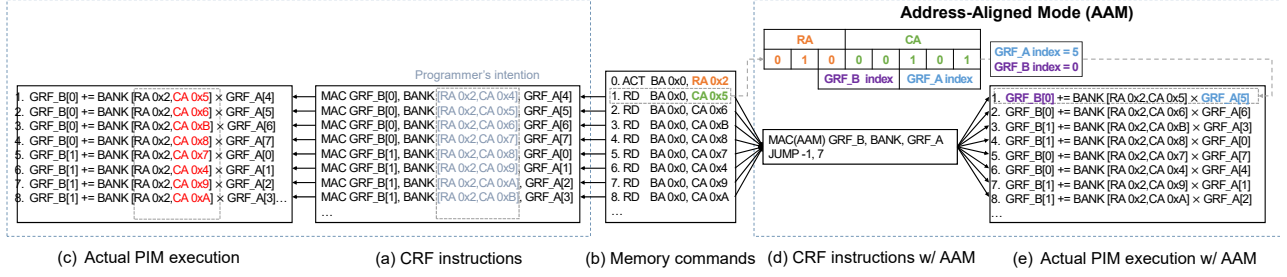 Address-Aligned Mode (AAM)
RA CA
0 1 0 0 0 1 0 1
GRF_B index GRF_A index
GRF_A index = 5
GRF_B index = 0
1. GRF_B[0] += BANK [RA 0x2,CA 0x5] × GRF_A[4]
2. GRF_B[0] += BANK [RA 0x2,CA 0x6] × GRF_A[5]
3. GRF_B[0] += BANK [RA 0x2,CA 0xB] × GRF_A[6]
4. GRF_B[0] += BANK [RA 0x2,CA 0x8] × GRF_A[7]
5. GRF_B[1] += BANK [RA 0x2,CA 0x7] × GRF_A[0]
6. GRF_B[1] += BANK [RA 0x2,CA 0x4] × GRF_A[1]
7. GRF_B[1] += BANK [RA 0x2,CA 0x9] × GRF_A[2]
8. GRF_B[1] += BANK [RA 0x2,CA 0xA] × GRF_A[3]...
Programmer's intention
MAC GRF_B[0], BANK[RA 0x2,CA 0x4], GRF_A[4]
MAC GRF_B[0], BANK[RA 0x2,CA 0x5], GRF_A[5]
MAC GRF_B[0], BANK[RA 0x2,CA 0x6], GRF_A[6]
MAC GRF_B[0], BANK[RA 0x2,CA 0x7], GRF_A[7]
MAC GRF_B[1], BANK[RA 0x2,CA 0x8], GRF_A[0]
MAC GRF_B[1], BANK[RA 0x2,CA 0x9], GRF_A[1]
MAC GRF_B[1], BANK[RA 0x2,CA 0xA], GRF_A[2]
MAC GRF_B[1], BANK[RA 0x2,CA 0xB], GRF_A[3]
...
0. ACT BA 0x0, RA 0x2
1. RD BA 0x0, CA 0x5
2. RD BA 0x0, CA 0x6
3. RD BA 0x0, CA 0xB
4. RD BA 0x0, CA 0x8
5. RD BA 0x0, CA 0x7
6. RD BA 0x0, CA 0x4
7. RD BA 0x0, CA 0x9
8. RD BA 0x0, CA 0xA
...
MAC(AAM) GRF_B, BANK, GRF_A
JUMP -1, 7
1. GRF_B[0] += BANK [RA 0x2,CA 0x5] × GRF_A[5]
2. GRF_B[0] += BANK [RA 0x2,CA 0x6] × GRF_A[6]
3. GRF_B[1] += BANK [RA 0x2,CA 0xB] × GRF_A[3]
4. GRF_B[1] += BANK [RA 0x2,CA 0x8] × GRF_A[0]
5. GRF_B[0] += BANK [RA 0x2,CA 0x7] × GRF_A[7]
6. GRF_B[0] += BANK [RA 0x2,CA 0x4] × GRF_A[4]
7. GRF_B[1] += BANK [RA 0x2,CA 0x9] × GRF_A[1]
8. GRF_B[1] += BANK [RA 0x2,CA 0xA] × GRF_A[2]
...
(c) Actual PIM execution
(a) CRF instructions
(b) Memory commands
(d) CRF instructions w/ AAM
(e) Actual PIM execution w/ AAM